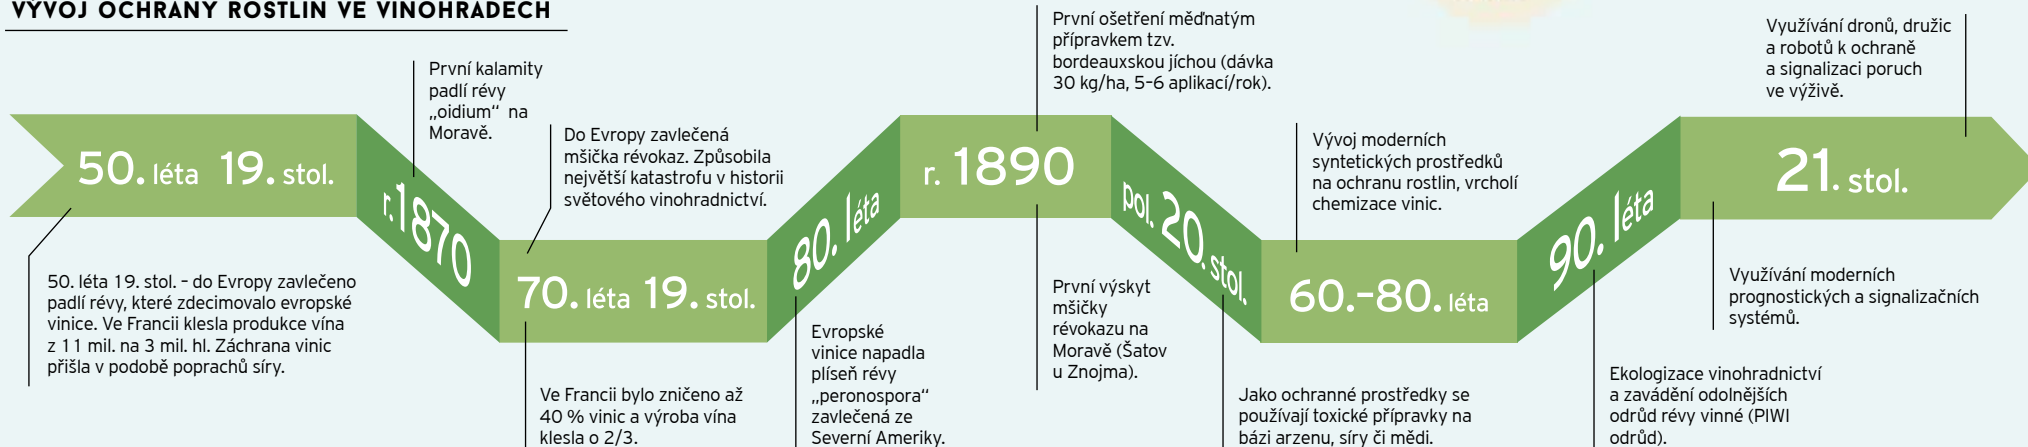 VÝVOJ OCHRANY ROSTLIN VE VINOHRADECH
50. léta 19. stol.
50. léta 19. stol. – do Evropy zavlečeno
padlí révy, které zdecimovalo evropské
vinice. Ve Francii klesla produkce vína
z 11 mil. na 3 mil. hl. Záchrana vinic
přišla v podobě poprachů síry.
r. 1870
První kalamity
padlí révy
„oidium“ na
Moravě.
70. léta 19. stol.
Do Evropy zavlečená
mšička révokaz. Způsobila
největší katastrofu v historii
světového vinohradnictví.
Ve Francii bylo zničeno až
40 % vinic a výroba vína
klesla o 2/3.
80. léta
Evropské
vinice napadla
plíseň révy
„peronospora“
zavlečená ze
Severní Ameriky.
r. 1890
První ošetření měďnatým
přípravkem tzv.
bordeauxskou jíchou (dávka
30 kg/ha, 5–6 aplikací/rok).
První výskyt
mšičky
révokazu na
Moravě (Šatov
u Znojma).
pol. 20. stol.
Jako ochranné prostředky se
používají toxické přípravky na
bázi arzenu, síry či mědi.
60.–80. léta
Vývoj moderních
syntetických prostředků
na ochranu rostlin, vrcholí
chemizace vinic.
90. léta
Ekologizace vinohradnictví
a zavádění odolnějších
odrůd révy vinné (PIWI
odrůd).
21. stol.
Využívání dronů, družic
a robotů k ochraně
a signalizaci poruch
ve výživě.
Využívání moderních
prognostických a signalizačních
systémů.